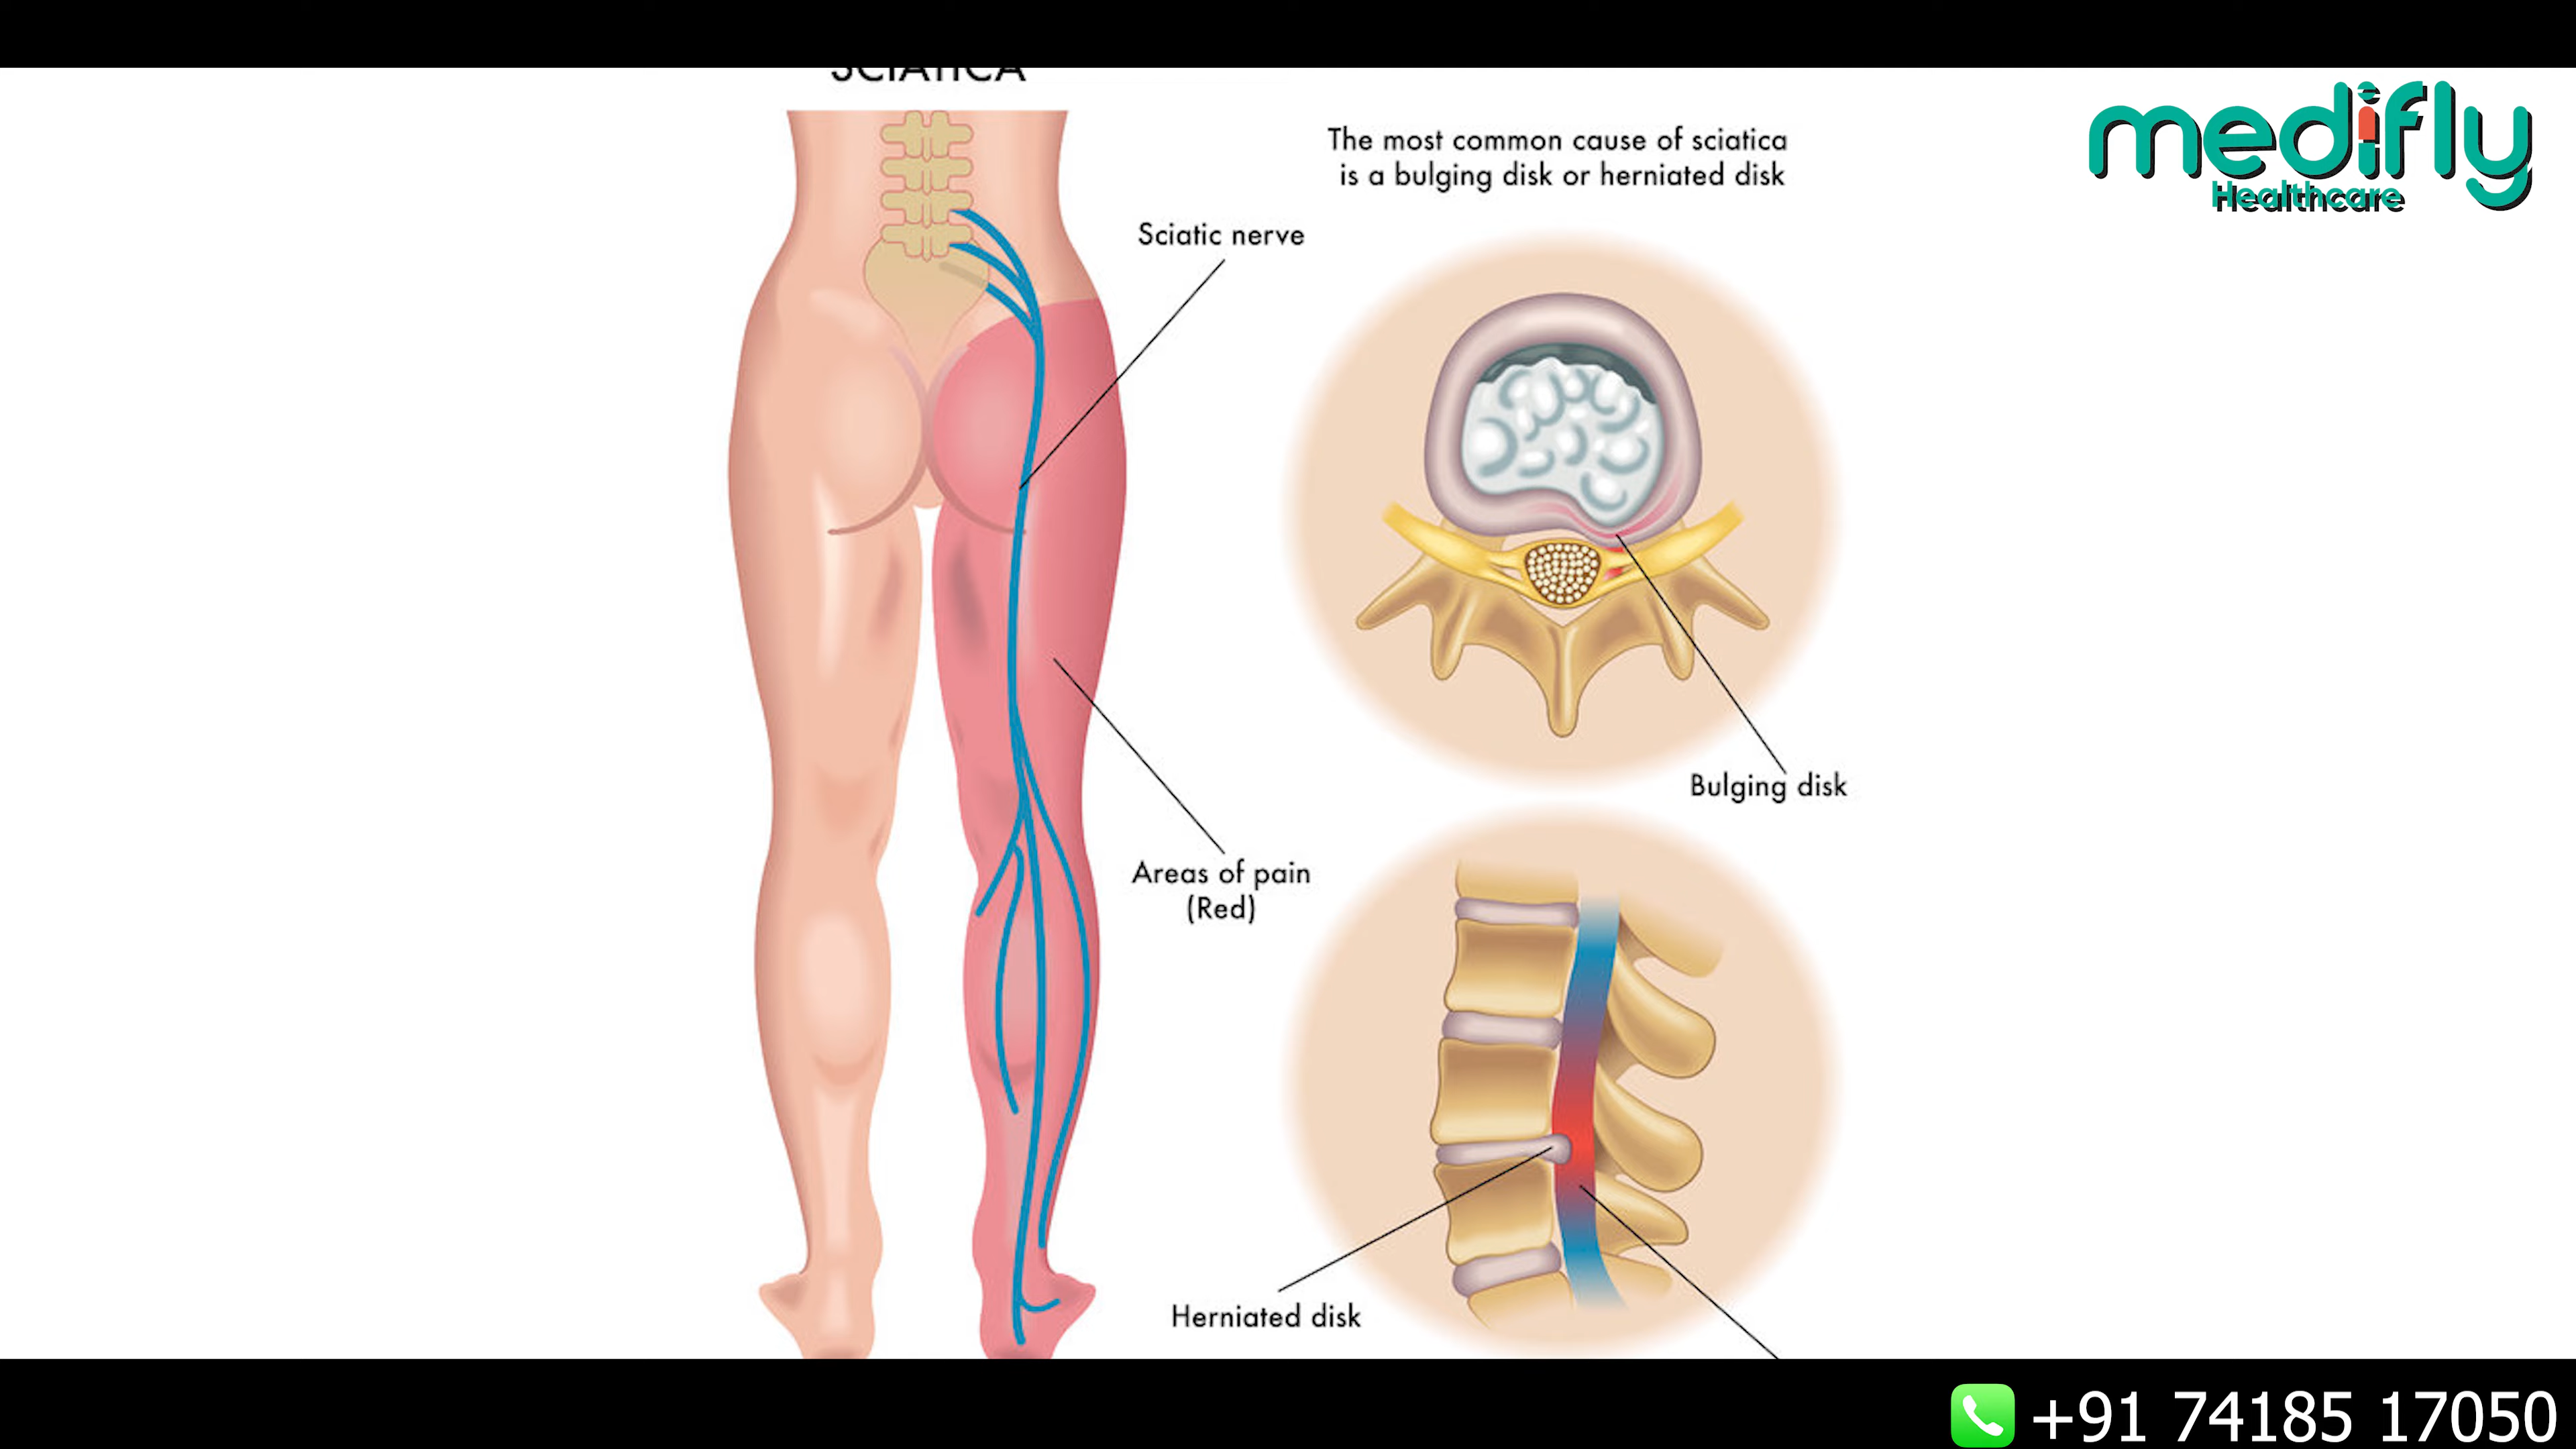 SCIATICA
medifly
Healthcare
The most common cause of sciatica
is a bulging disk or herniated disk
Sciatic nerve
Bulging disk
Areas of pain
(Red)
Herniated disk
+91 74185 17050